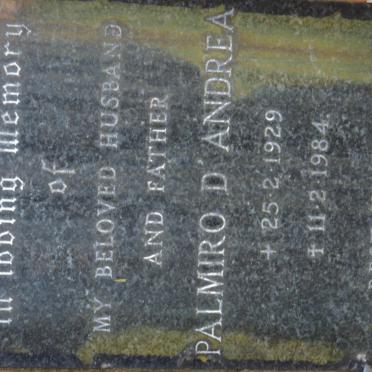 In loving Memory
of
MY BELOVED HUSBAND
AND FATHER
PALMIRO D'ANDREA
+ 25.2.1929
+ 11.2.1984